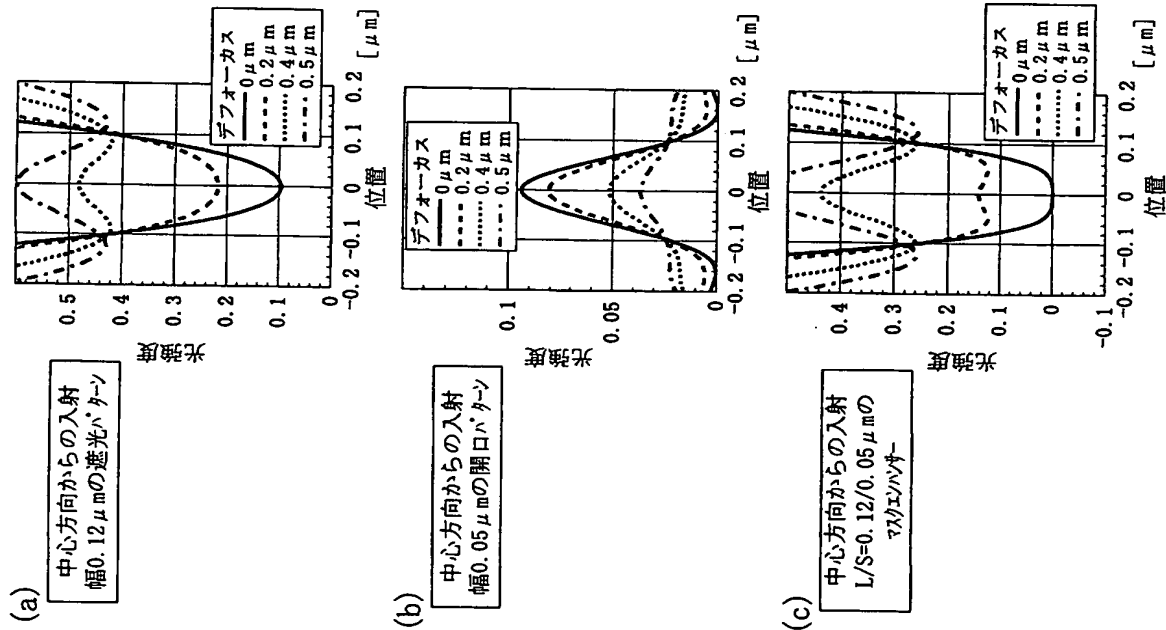 (a)
中心方向からの入射
幅0.12μmの遮光パターン
光強度
0.5
0.4
0.3
0.2
0.1
0
-0.2
-0.1
0
0.1
0.2
[μm]
位置
デフォーカス
0μm
0.2μm
0.4μm
0.5μm
(b)
中心方向からの入射
幅0.05μmの開口パターン
光強度
0.1
0.05
0
-0.2
-0.1
0
0.1
0.2
[μm]
位置
デフォーカス
0μm
0.2μm
0.4μm
0.5μm
(c)
中心方向からの入射
L/S=0.12/0.05μmの
マスクエンハンサー
光強度
0.4
0.3
0.2
0.1
0
-0.1
-0.2
-0.1
0
0.1
0.2
[μm]
位置
デフォーカス
0μm
0.2μm
0.4μm
0.5μm